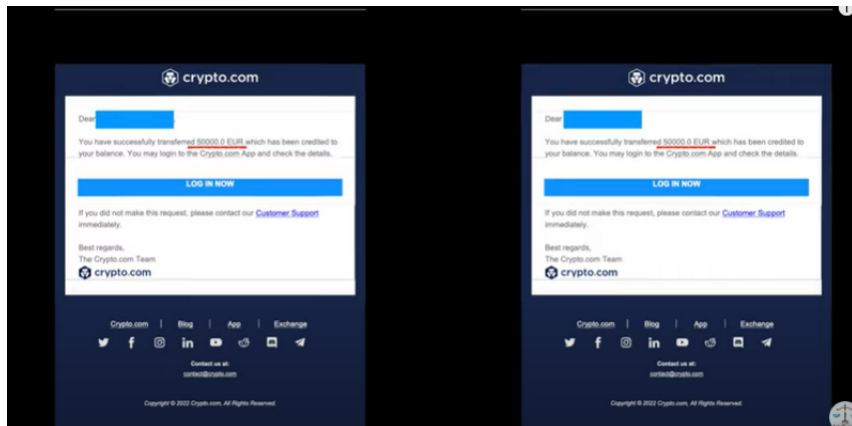 crypto.com
Dear
You have successfully transferred 50000.0 EUR which has been credited to
your balance. You may login to the Crypto.com App and check the details.
LOG IN NOW
If you did not make this request, please contact our Customer Support
immediately.
Best regards,
The Crypto.com Team
crypto.com
Crypto.com | Blog | App | Exchange
Contact us at:
contact@crypto.com
Copyright © 2022 Crypto.com, All Rights Reserved.
crypto.com
Dear
You have successfully transferred 50000.0 EUR which has been credited to
your balance. You may login to the Crypto.com App and check the details.
LOG IN NOW
If you did not make this request, please contact our Customer Support
immediately.
Best regards,
The Crypto.com Team
crypto.com
Crypto.com | Blog | App | Exchange
Contact us at:
contact@crypto.com
Copyright © 2022 Crypto.com, All Rights Reserved.